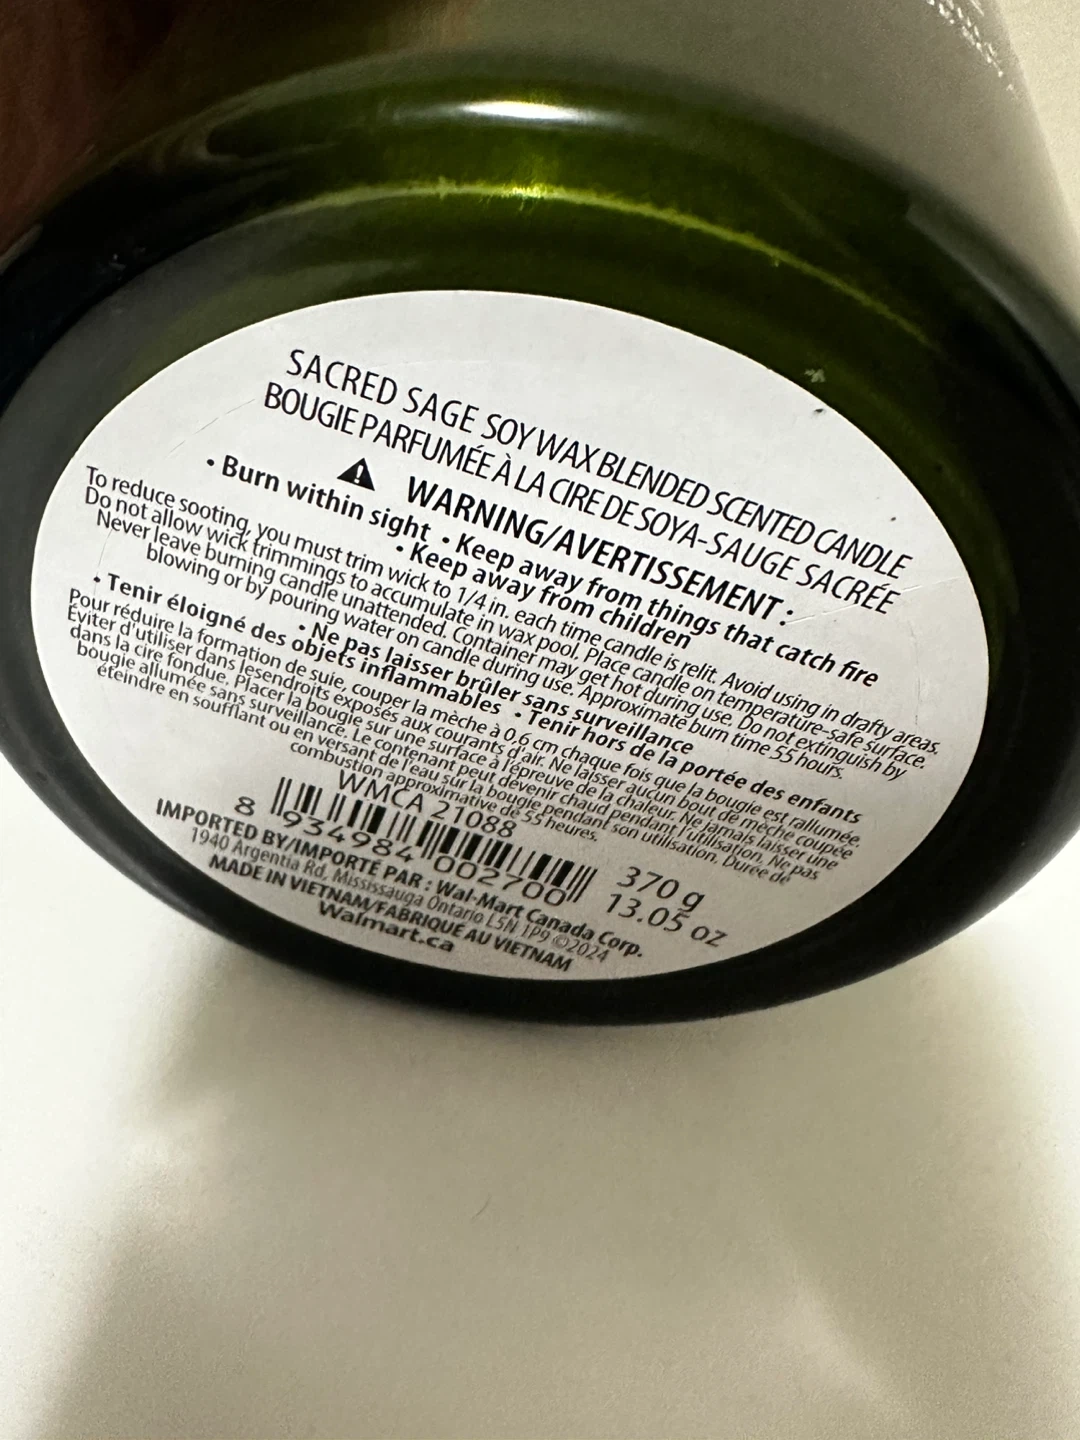 SACRED SAGE SOY WAX BLENDED SCENTED CANDLE
BOUGIE PARFUMÉE À LA CIRE DE SOYA-SAUGE SACRÉE
WARNING/AVERTISSEMENT :
• Burn within sight • Keep away from things that catch fire
• Keep away from children
To reduce sooting, you must trim wick to 1/4 in. each time candle is relit. Avoid using in drafty areas.
Do not allow wick trimmings to accumulate in wax pool. Place candle on temperature-safe surface.
Never leave burning candle unattended. Container may get hot during use. Do not extinguish by
blowing or by pouring water on candle during use. Approximate burn time 55 hours.
• Ne pas laisser brûler sans surveillance
• Tenir éloigné des objets inflammables • Tenir hors de la portée des enfants
Pour réduire la formation de suie, couper la mèche à 0,6 cm chaque fois que la bougie est rallumée.
Éviter d'utiliser dans lesendroits exposés aux courants d'air. Ne laisser aucun bout de mèche coupée
dans la cire fondue. Placer la bougie sur une surface à l'épreuve de la chaleur. Ne jamais laisser une
bougie allumée sans surveillance. Le contenant peut devenir chaud pendant l'utilisation. Ne pas
éteindre en soufflant ou en versant de l'eau sur la bougie pendant son utilisation. Durée de
combustion approximative de 55 heures.
WMCA 21088
8 934984 002700
370 g
13.05 oz
IMPORTED BY/IMPORTÉ PAR : Wal-Mart Canada Corp.
1940 Argentia Rd, Mississauga Ontario L5N 1P9 ©2024
MADE IN VIETNAM/FABRIQUÉ AU VIETNAM
Walmart.ca